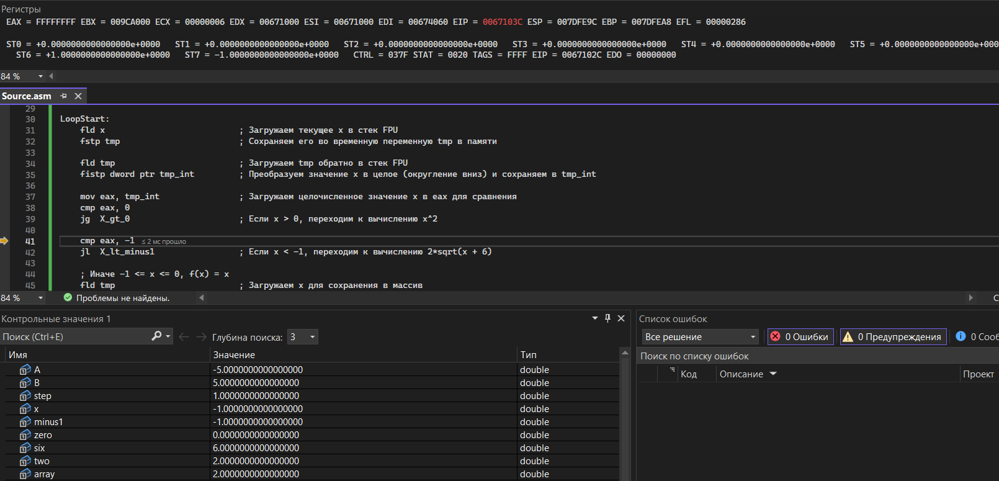 Регистры
EAX = FFFFFFFF EBX = 009CA000 ECX = 00000006 EDX = 00671000 ESI = 00671000 EDI = 00674060 EIP = 0067103C ESP = 007DFE9C EBP = 007DFEA8 EFL = 00000286
ST0 = +0.0000000000000000e+0000 ST1 = +0.0000000000000000e+0000 ST2 = +0.0000000000000000e+0000 ST3 = +0.0000000000000000e+0000 ST4 = +0.0000000000000000e+0000 ST5 = +0.0000000000000000e+000
ST6 = +1.0000000000000000e+0000 ST7 = -1.0000000000000000e+0000 CTRL = 037F STAT = 0020 TAGS = FFFF EIP = 0067102C EDO = 00000000
84 %
Source.asm
29
30 LoopStart:
31 fld x ; Загружаем текущее x в стек FPU
32 fstp tmp ; Сохраняем его во временную переменную tmp в памяти
33
34 fld tmp ; Загружаем tmp обратно в стек FPU
35 fistp dword ptr tmp_int ; Преобразуем значение x в целое (округление вниз) и сохраняем в tmp_int
36
37 mov eax, tmp_int ; Загружаем целочисленное значение x в eax для сравнения
38 cmp eax, 0
39 jg X_gt_0 ; Если x > 0, переходим к вычислению x^2
40
41 cmp eax, -1 ≤ 2 мс прошло
42 jl X_lt_minus1 ; Если x < -1, переходим к вычислению 2*sqrt(x + 6)
43
44 ; Иначе -1 <= x <= 0, f(x) = x
45 fld tmp ; Загружаем x для сохранения в массив
84 % Проблемы не найдены. С
Контрольные значения 1
Поиск (Ctrl+E) Глубина поиска: 3
Имя Значение Тип
A -5.0000000000000000 double
B 5.0000000000000000 double
step 1.0000000000000000 double
x -1.0000000000000000 double
minus1 -1.0000000000000000 double
zero 0.0000000000000000 double
six 6.0000000000000000 double
two 2.0000000000000000 double
array 2.0000000000000000 double
Список ошибок
Все решение 0 Ошибки 0 Предупреждения 0 Сооб
Поиск по списку ошибок
Код Описание Проект